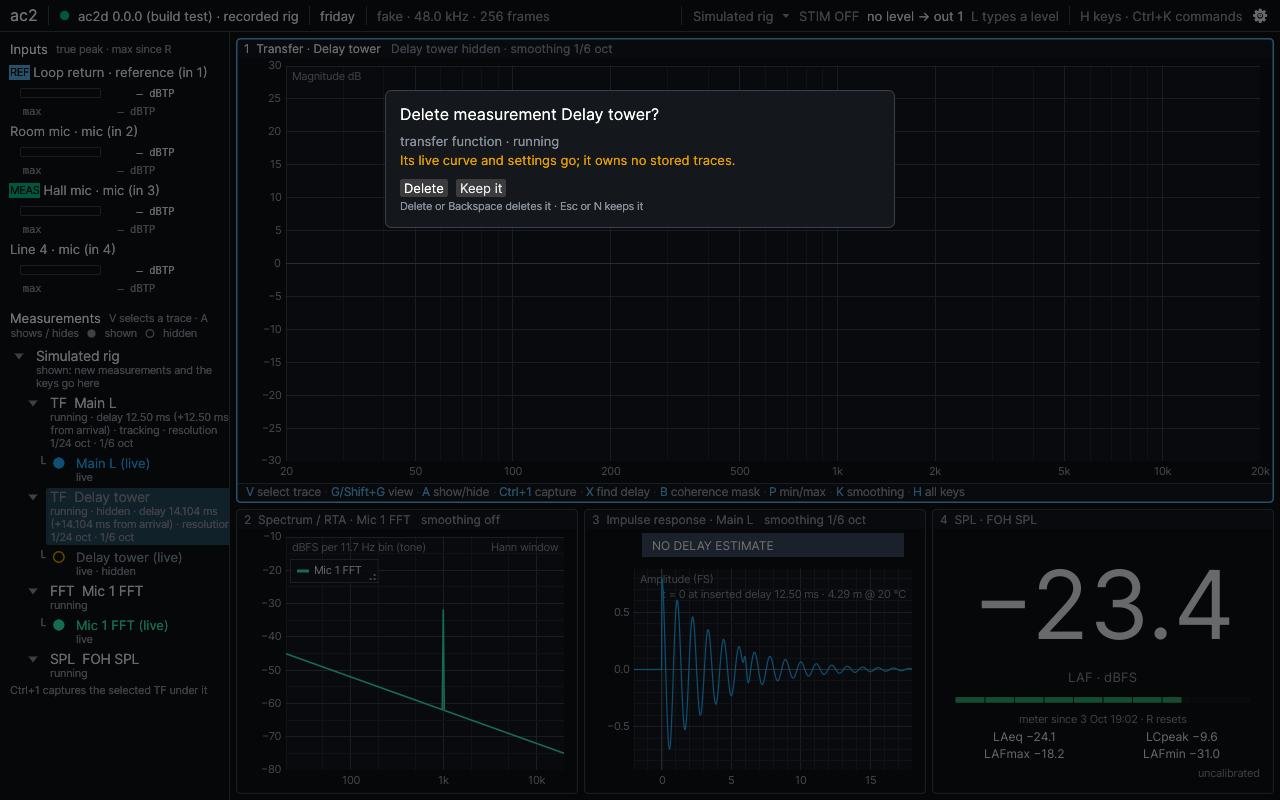 ac2 ac2d 0.0.0 (build test) · recorded rig friday fake · 48.0 kHz · 256 frames Simulated rig STIM OFF no level → out 1 L types a level H keys · Ctrl+K commands
Inputs true peak · max since R
REF Loop return · reference (in 1)
– dBTP
max – dBTP
Room mic · mic (in 2)
– dBTP
max – dBTP
MEAS Hall mic · mic (in 3)
– dBTP
max – dBTP
Line 4 · mic (in 4)
– dBTP
max – dBTP
Measurements V selects a trace · A
shows / hides shown hidden
Simulated rig
shown: new measurements and the
keys go here
TF Main L
running · delay 12.50 ms (+12.50 ms
from arrival) · tracking · resolution
1/24 oct · 1/6 oct
Main L (live)
live
TF Delay tower
running · hidden · delay 14.104 ms
(+14.104 ms from arrival) · resolution
1/24 oct · 1/6 oct
Delay tower (live)
live · hidden
FFT Mic 1 FFT
running
Mic 1 FFT (live)
live
SPL FOH SPL
running
Ctrl+1 captures the selected TF under it
1 Transfer · Delay tower Delay tower hidden · smoothing 1/6 oct
Magnitude dB
30
25
20
15
10
5
0
−5
−10
−15
−20
−25
−30
20 50 100 200 500 1k 2k 5k 10k 20k
V select trace · G/Shift+G view · A show/hide · Ctrl+1 capture · X find delay · B coherence mask · P min/max · K smoothing · H all keys
Delete measurement Delay tower?
transfer function · running
Its live curve and settings go; it owns no stored traces.
Delete Keep it
Delete or Backspace deletes it · Esc or N keeps it
2 Spectrum / RTA · Mic 1 FFT smoothing off
dBFS per 11.7 Hz bin (tone) Hann window
Mic 1 FFT
−10
−20
−30
−40
−50
−60
−70
−80
100 1k 10k
3 Impulse response · Main L smoothing 1/6 oct
NO DELAY ESTIMATE
Amplitude (FS)
t = 0 at inserted delay 12.50 ms · 4.29 m @ 20 °C
0.5
0.0
−0.5
0 5 10 15
4 SPL · FOH SPL
−23.4
LAF · dBFS
meter since 3 Oct 19:02 · R resets
LAeq −24.1 LCpeak −9.6
LAFmax −18.2 LAFmin −31.0
uncalibrated